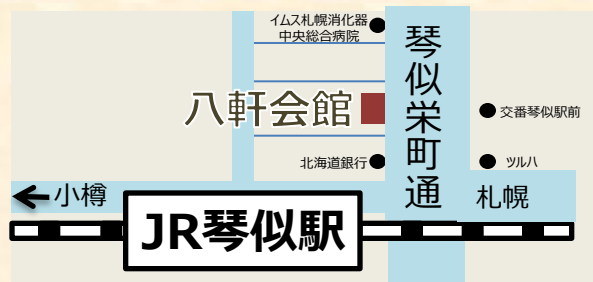 イムス札幌消化器
中央総合病院
琴似栄町通
八軒会館
交番琴似駅前
北海道銀行
ツルハ
小樽
札幌
JR琴似駅